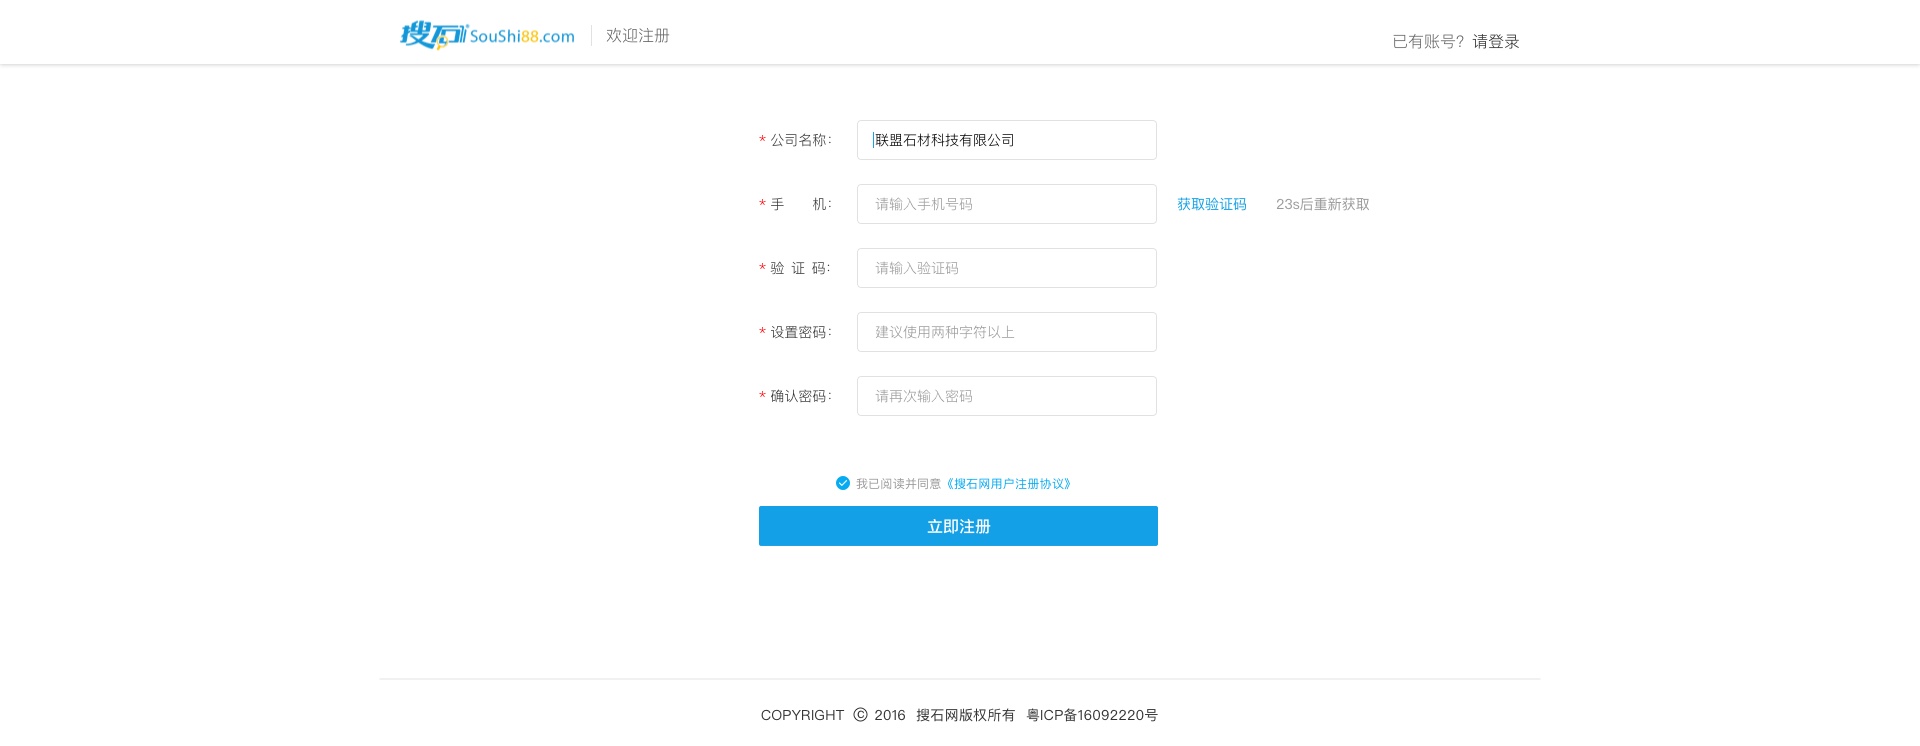 搜石 SouShi88.com 欢迎注册 已有账号？ 请登录
* 公司名称： 联盟石材科技有限公司
* 手 机： 请输入手机号码 获取验证码 23s后重新获取
* 验 证 码： 请输入验证码
* 设置密码： 建议使用两种字符以上
* 确认密码： 请再次输入密码
我已阅读并同意《搜石网用户注册协议》
立即注册
COPYRIGHT © 2016 搜石网版权所有 粤ICP备16092220号